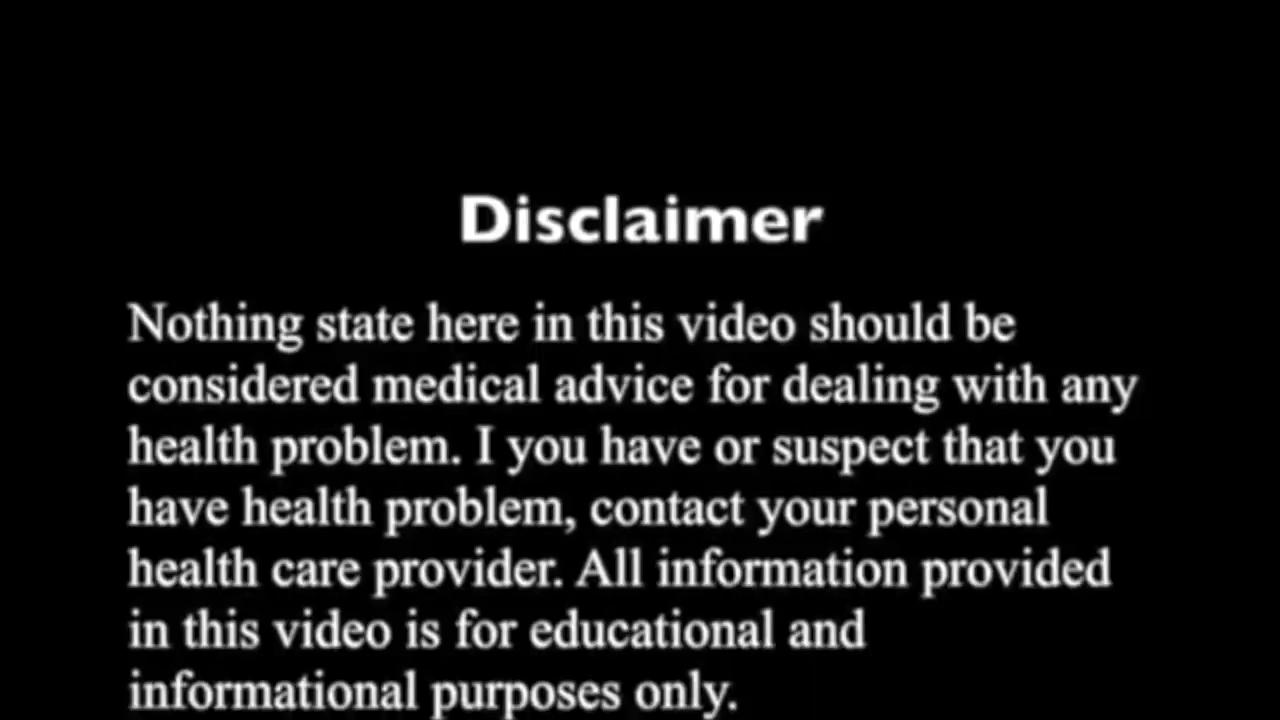 Disclaimer
Nothing state here in this video should be
considered medical advice for dealing with any
health problem. I you have or suspect that you
have health problem, contact your personal
health care provider. All information provided
in this video is for educational and
informational purposes only.